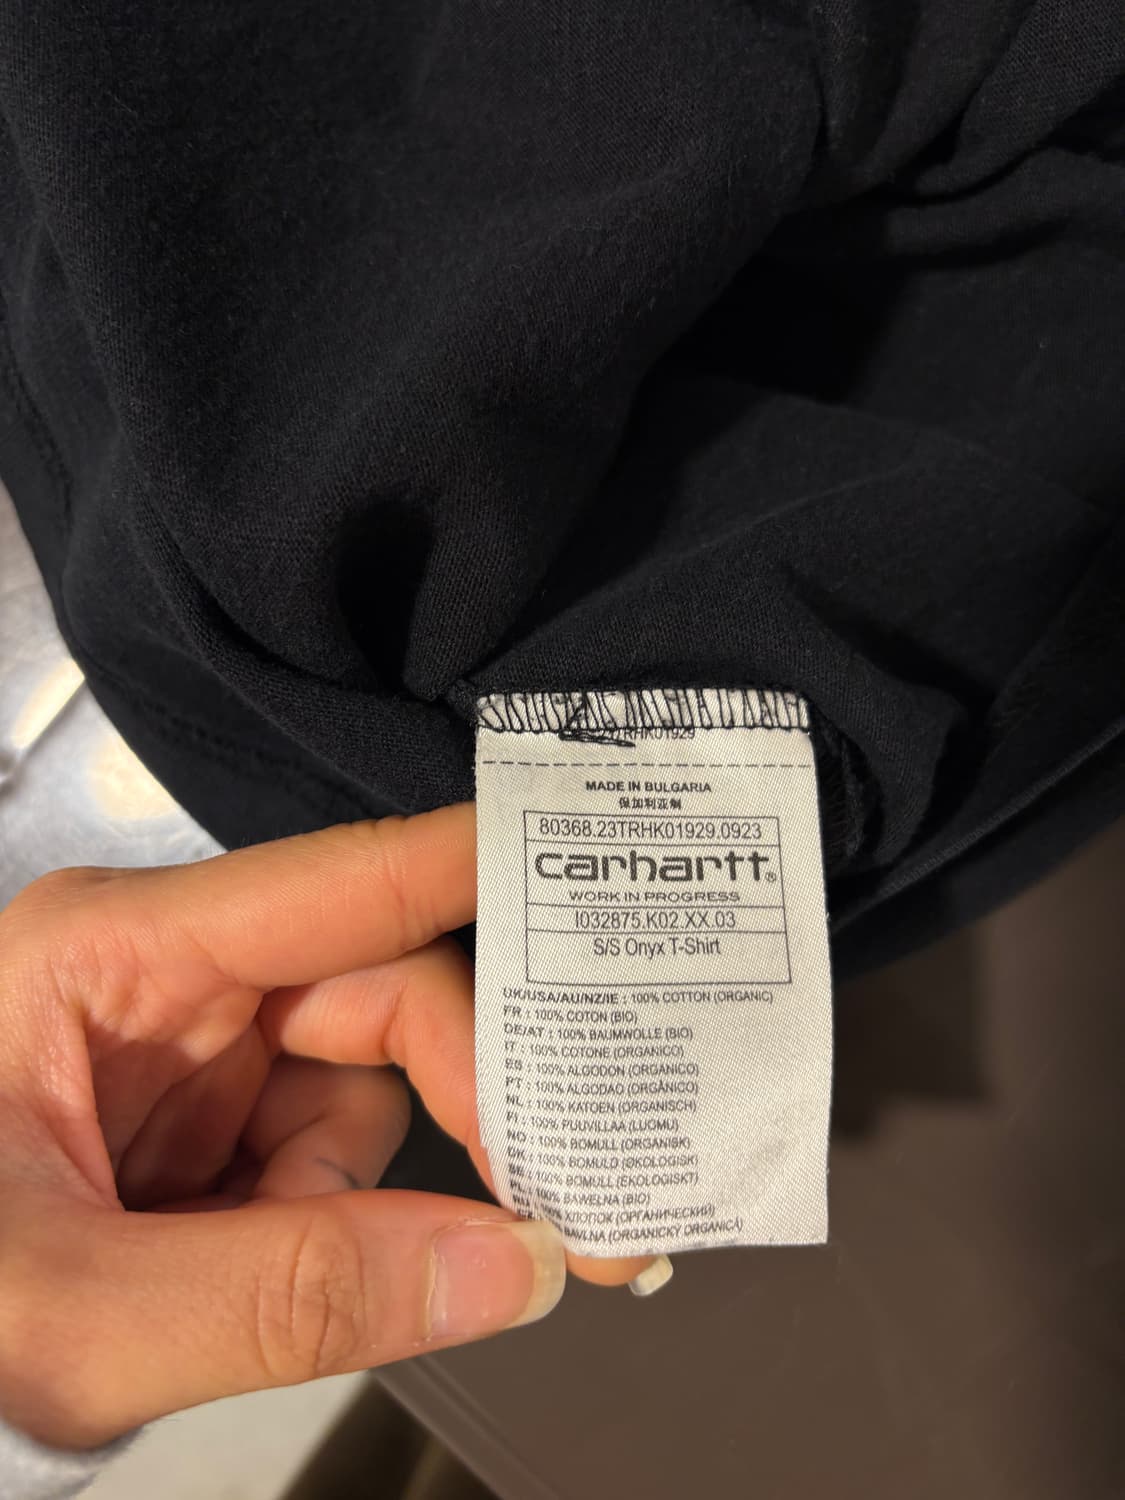 RHK01929
MADE IN BULGARIA
保加利亚制
80368.23TRHK01929.0923
carhartt®
WORK IN PROGRESS
I032875.K02.XX.03
S/S Onyx T-Shirt
UK/USA/AU/NZ/IE : 100% COTTON (ORGANIC)
FR : 100% COTON (BIO)
DE/AT : 100% BAUMWOLLE (BIO)
IT : 100% COTONE (ORGANICO)
ES : 100% ALGODON (ORGANICO)
PT : 100% ALGODAO (ORGÂNICO)
NL : 100% KATOEN (ORGANISCH)
FI : 100% PUUVILLAA (LUOMU)
NO : 100% BOMULL (ORGANISK)
DK : 100% BOMULD (ØKOLOGISK)
SE : 100% BOMULL (EKOLOGISKT)
PL : 100% BAWEŁNA (BIO)
RU : 100% ХЛОПОК (ОРГАНИЧЕСКИЙ)
BAVLNA (ORGANICKÝ ORGANICÁ)